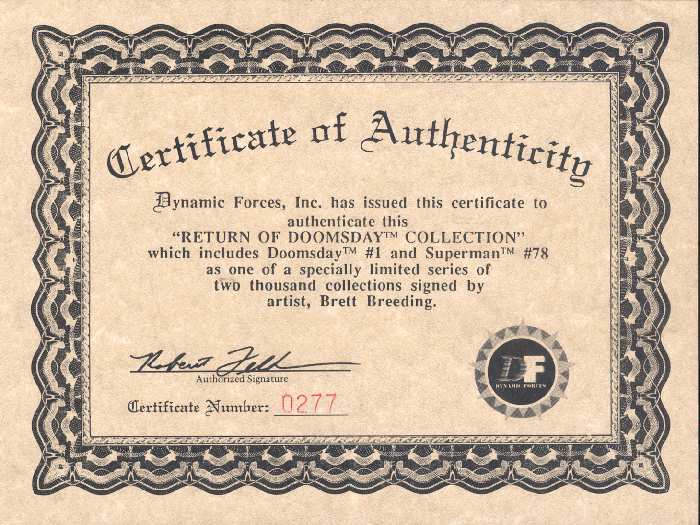 Certificate of Authenticity
Dynamic Forces, Inc. has issued this certificate to
authenticate this
“RETURN OF DOOMSDAY™ COLLECTION”
which includes Doomsday™ #1 and Superman™ #78
as one of a specially limited series of
two thousand collections signed by
artist, Brett Breeding.
Authorized Signature
Certificate Number: 0277
DF
DYNAMIC FORCES